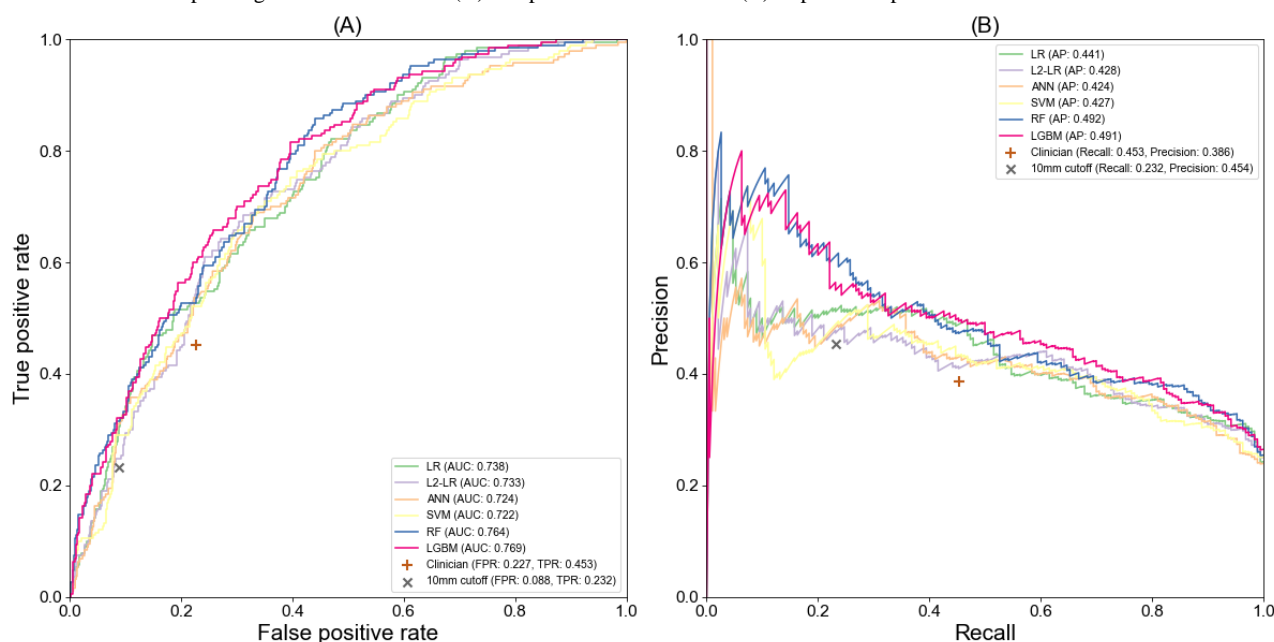 (A)
(B)
1.0
0.8
0.6
0.4
0.2
0.0
True positive rate
0.0
0.2
0.4
0.6
0.8
1.0
False positive rate
LR (AUC: 0.738)
L2-LR (AUC: 0.733)
ANN (AUC: 0.724)
SVM (AUC: 0.722)
RF (AUC: 0.764)
LGBM (AUC: 0.769)
Clinician (FPR: 0.227, TPR: 0.453)
10mm cutoff (FPR: 0.088, TPR: 0.232)
1.0
0.8
0.6
0.4
0.2
0.0
Precision
0.0
0.2
0.4
0.6
0.8
1.0
Recall
LR (AP: 0.441)
L2-LR (AP: 0.428)
ANN (AP: 0.424)
SVM (AP: 0.427)
RF (AP: 0.492)
LGBM (AP: 0.491)
Clinician (Recall: 0.453, Precision: 0.386)
10mm cutoff (Recall: 0.232, Precision: 0.454)